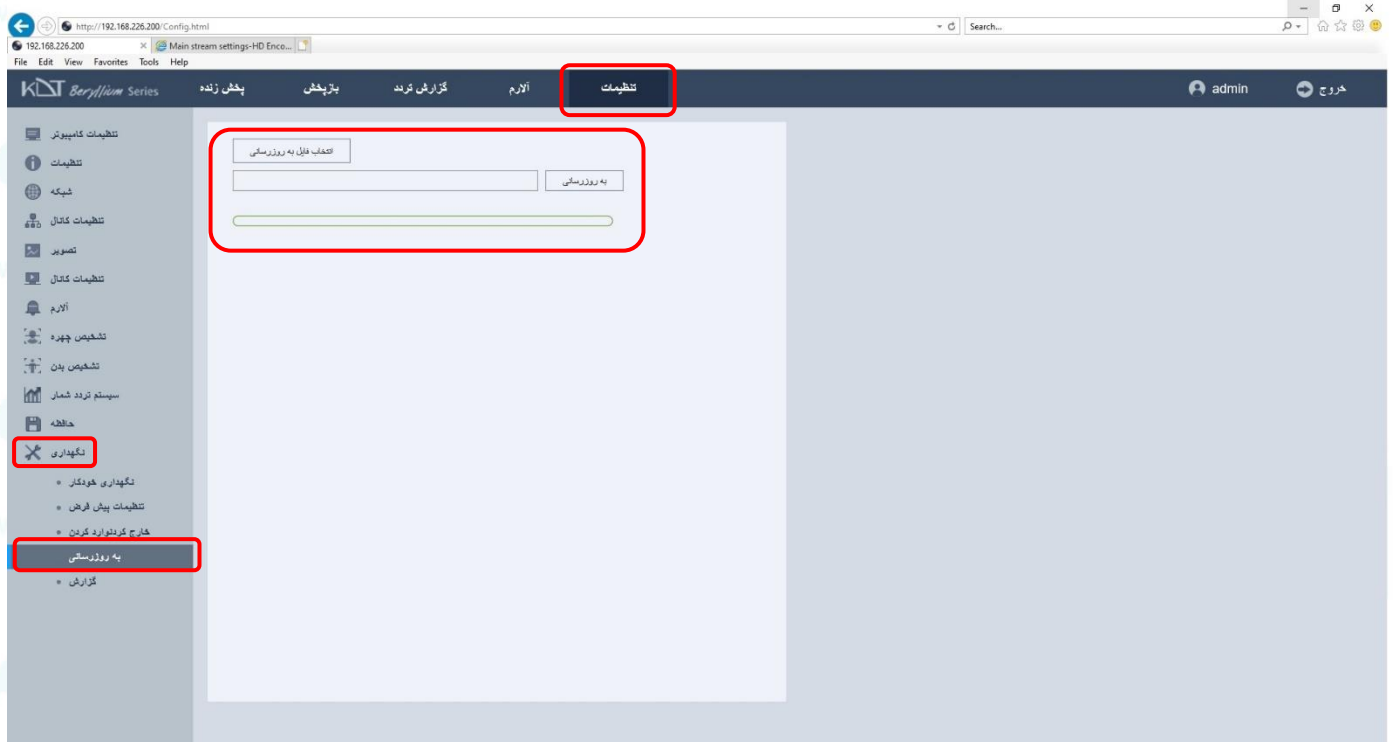 http://192.168.226.200/Config.html
Search...
192.168.226.200
Main stream settings-HD Enco...
File Edit View Favorites Tools Help
KDT Beryllium Series
پخش زنده
بازپخش
گزارش تردد
آلارم
تنظیمات
admin
خروج
تنظیمات کامپیوتر
تنظیمات
شبکه
تنظیمات کانال
تصویر
تنظیمات کانال
آلارم
تشخیص چهره
تشخیص بدن
سیستم تردد شمار
حافظه
نگهداری
نگهداری خودکار
تنظیمات پیش فرض
خارج کردنوارد کردن
به روزرسانی
گزارش
انتخاب فایل به روزرسانی
به روزرسانی